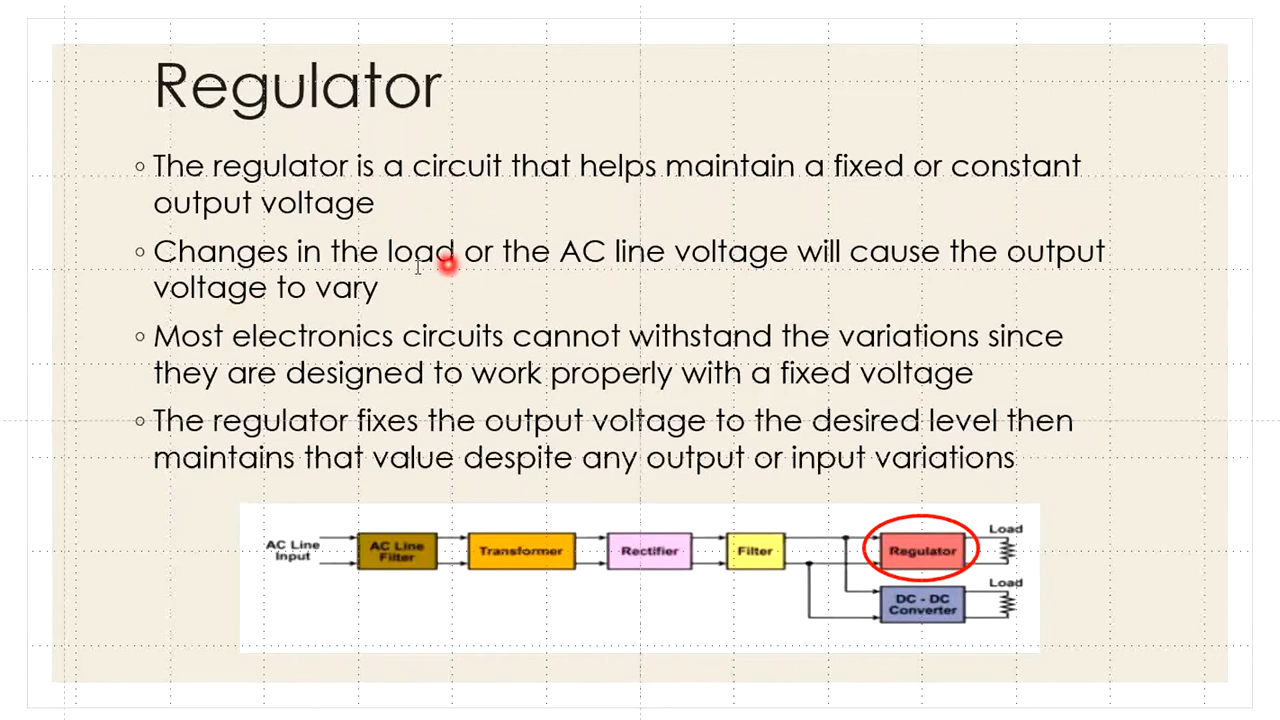 Regulator
◦ The regulator is a circuit that helps maintain a fixed or constant
output voltage
◦ Changes in the load or the AC line voltage will cause the output
voltage to vary
◦ Most electronics circuits cannot withstand the variations since
they are designed to work properly with a fixed voltage
◦ The regulator fixes the output voltage to the desired level then
maintains that value despite any output or input variations
AC Line
Input
AC Line
Filter
Transformer
Rectifier
Filter
Regulator
Load
DC - DC
Converter
Load